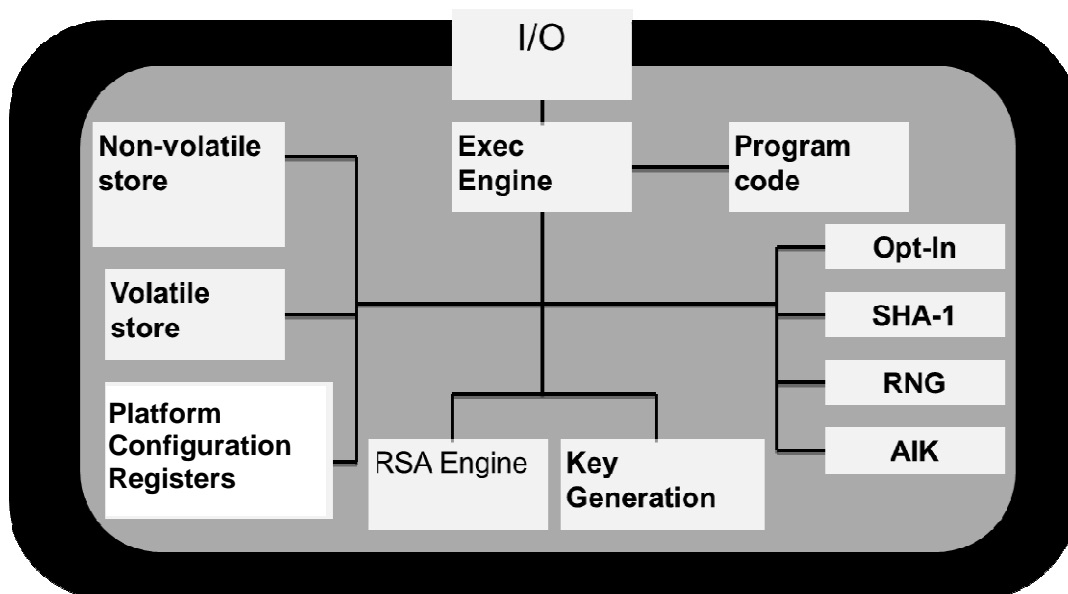 I/O
Non-volatile
store
Exec
Engine
Program
code
Opt-In
Volatile
store
SHA-1
RNG
Platform
Configuration
Registers
AIK
RSA Engine
Key
Generation